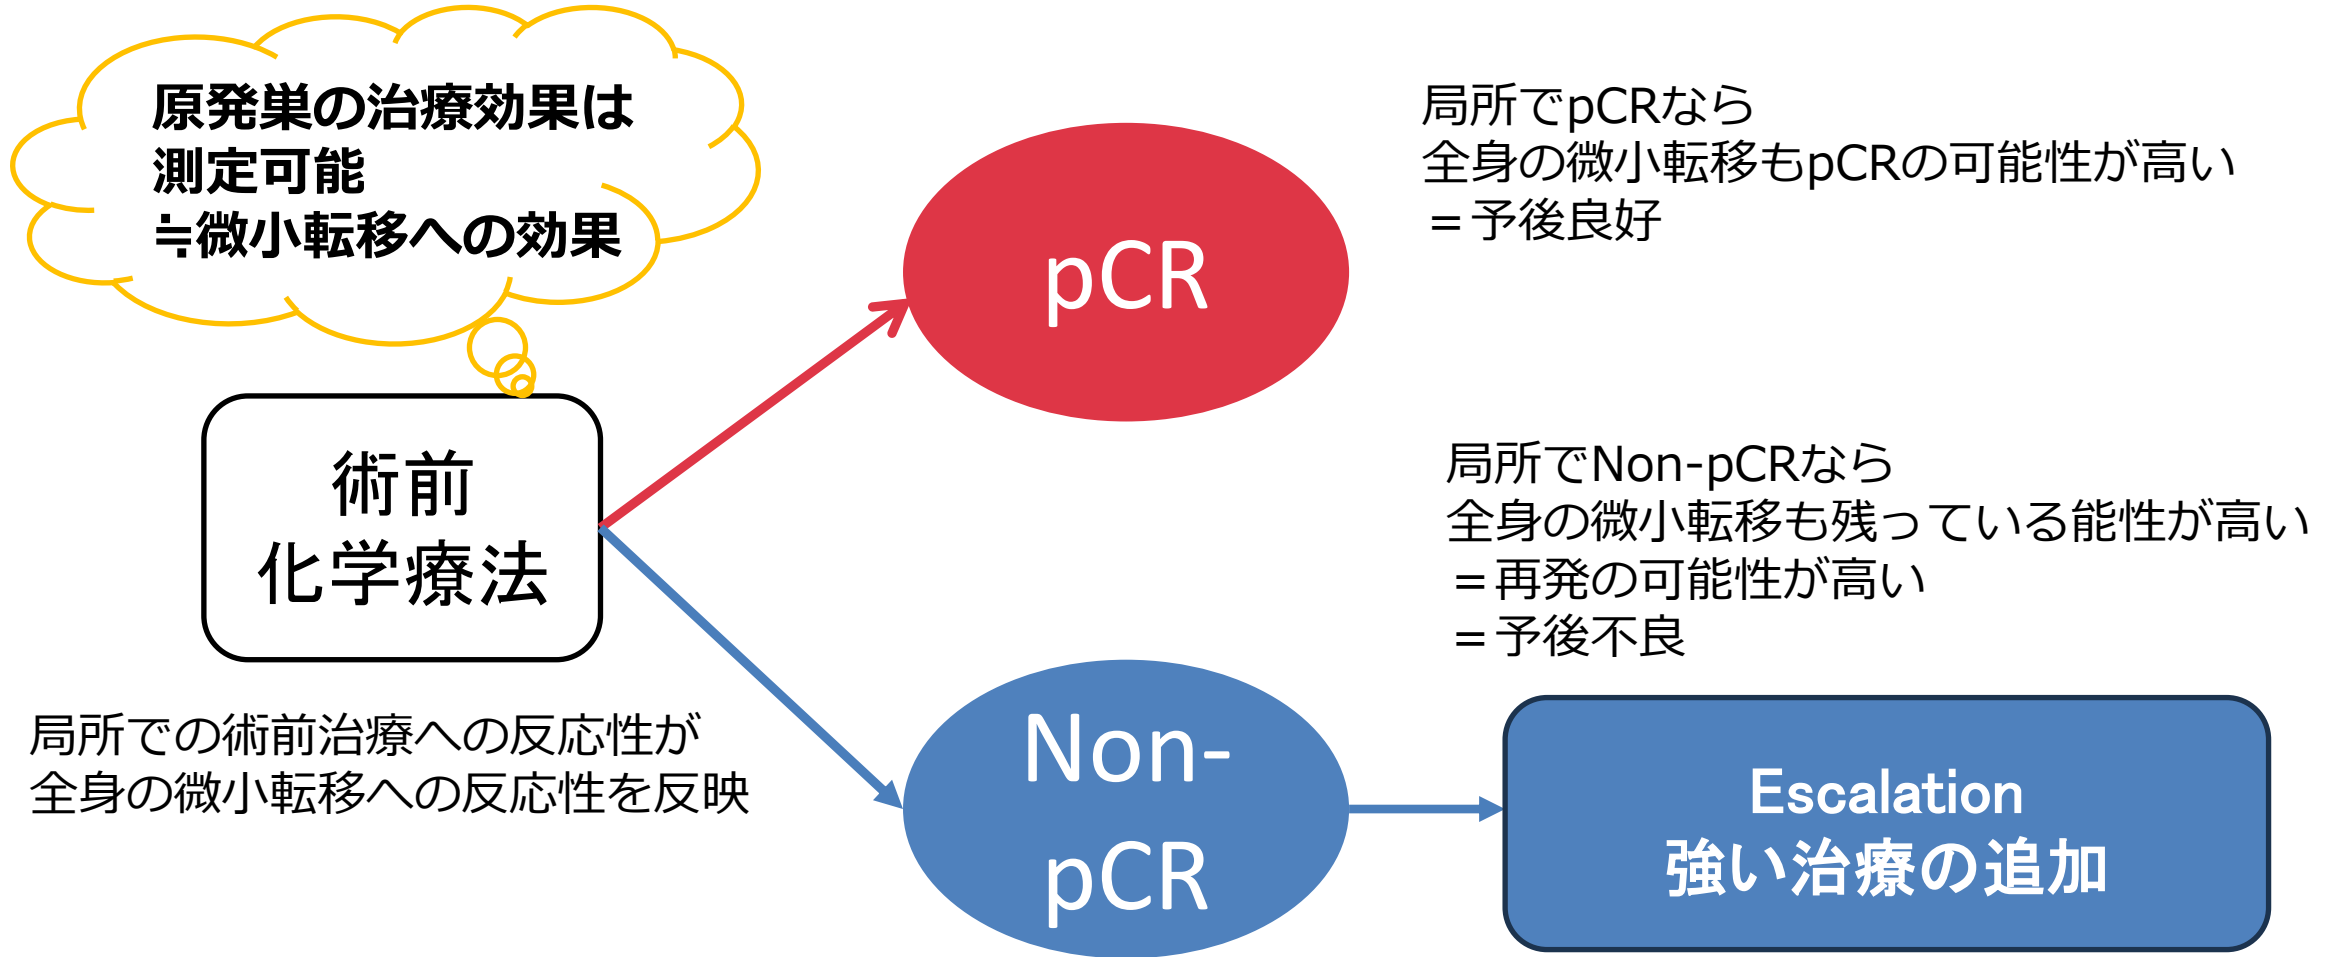 原発巣の治療効果は
測定可能
≒微小転移への効果
術前
化学療法
局所での術前治療への反応性が
全身の微小転移への反応性を反映
pCR
局所でpCRなら
全身の微小転移もpCRの可能性が高い
＝予後良好
Non-
pCR
局所でNon-pCRなら
全身の微小転移も残っている能性が高い
＝再発の可能性が高い
＝予後不良
Escalation
強い治療の追加